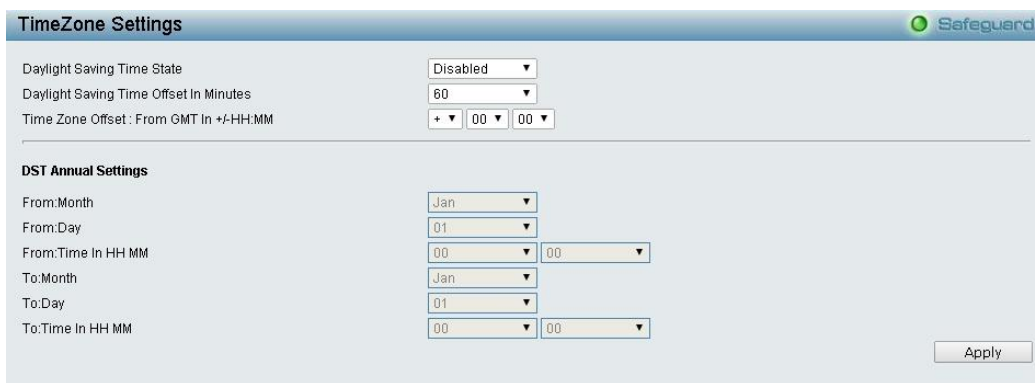 TimeZone Settings
Safeguard
Daylight Saving Time State Disabled
Daylight Saving Time Offset In Minutes 60
Time Zone Offset : From GMT In +/-HH:MM + 00 00
DST Annual Settings
From:Month Jan
From:Day 01
From:Time In HH MM 00 00
To:Month Jan
To:Day 01
To:Time In HH MM 00 00
Apply